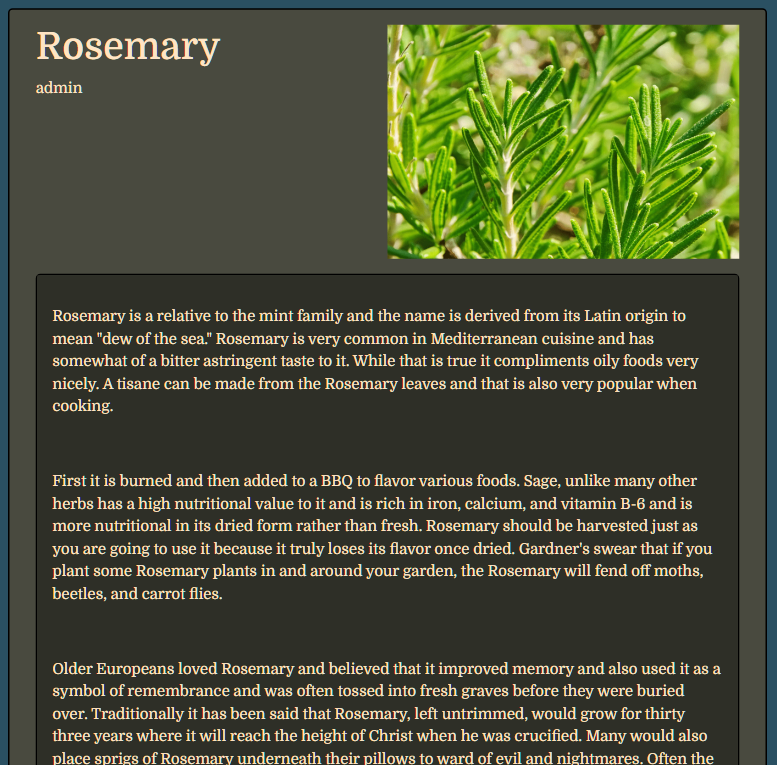 Rosemary
admin
Rosemary is a relative to the mint family and the name is derived from its Latin origin to
mean "dew of the sea." Rosemary is very common in Mediterranean cuisine and has
somewhat of a bitter astringent taste to it. While that is true it compliments oily foods very
nicely. A tisane can be made from the Rosemary leaves and that is also very popular when
cooking.
First it is burned and then added to a BBQ to flavor various foods. Sage, unlike many other
herbs has a high nutritional value to it and is rich in iron, calcium, and vitamin B-6 and is
more nutritional in its dried form rather than fresh. Rosemary should be harvested just as
you are going to use it because it truly loses its flavor once dried. Gardner's swear that if you
plant some Rosemary plants in and around your garden, the Rosemary will fend off moths,
beetles, and carrot flies.
Older Europeans loved Rosemary and believed that it improved memory and also used it as a
symbol of remembrance and was often tossed into fresh graves before they were buried
over. Traditionally it has been said that Rosemary, left untrimmed, would grow for thirty
three years where it will reach the height of Christ when he was crucified. Many would also
place sprigs of Rosemary underneath their pillows to ward of evil and nightmares. Often the